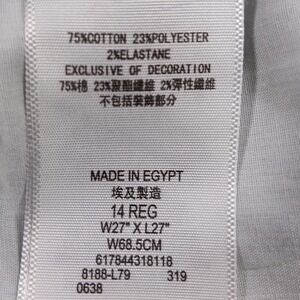 75%COTTON 23%POLYESTER
2%ELASTANE
EXCLUSIVE OF DECORATION
75%棉 23%聚酯纖維 2%彈性纖維
不包括裝飾部分
MADE IN EGYPT
埃及製造
14 REG
W27" X L27"
W68.5CM
617844318118
8188-L79 319
0638